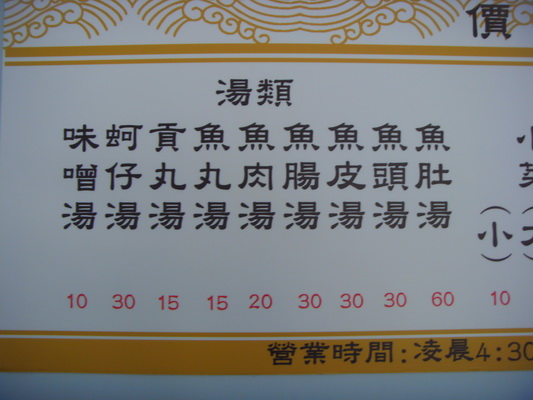 價
(小)
10
湯類
魚肚湯 60
魚頭湯 30
魚皮湯 30
魚腸湯 30
魚肉湯 20
魚丸湯 15
貢丸湯 15
蚵仔湯 30
味噌湯 10
營業時間:凌晨4:30